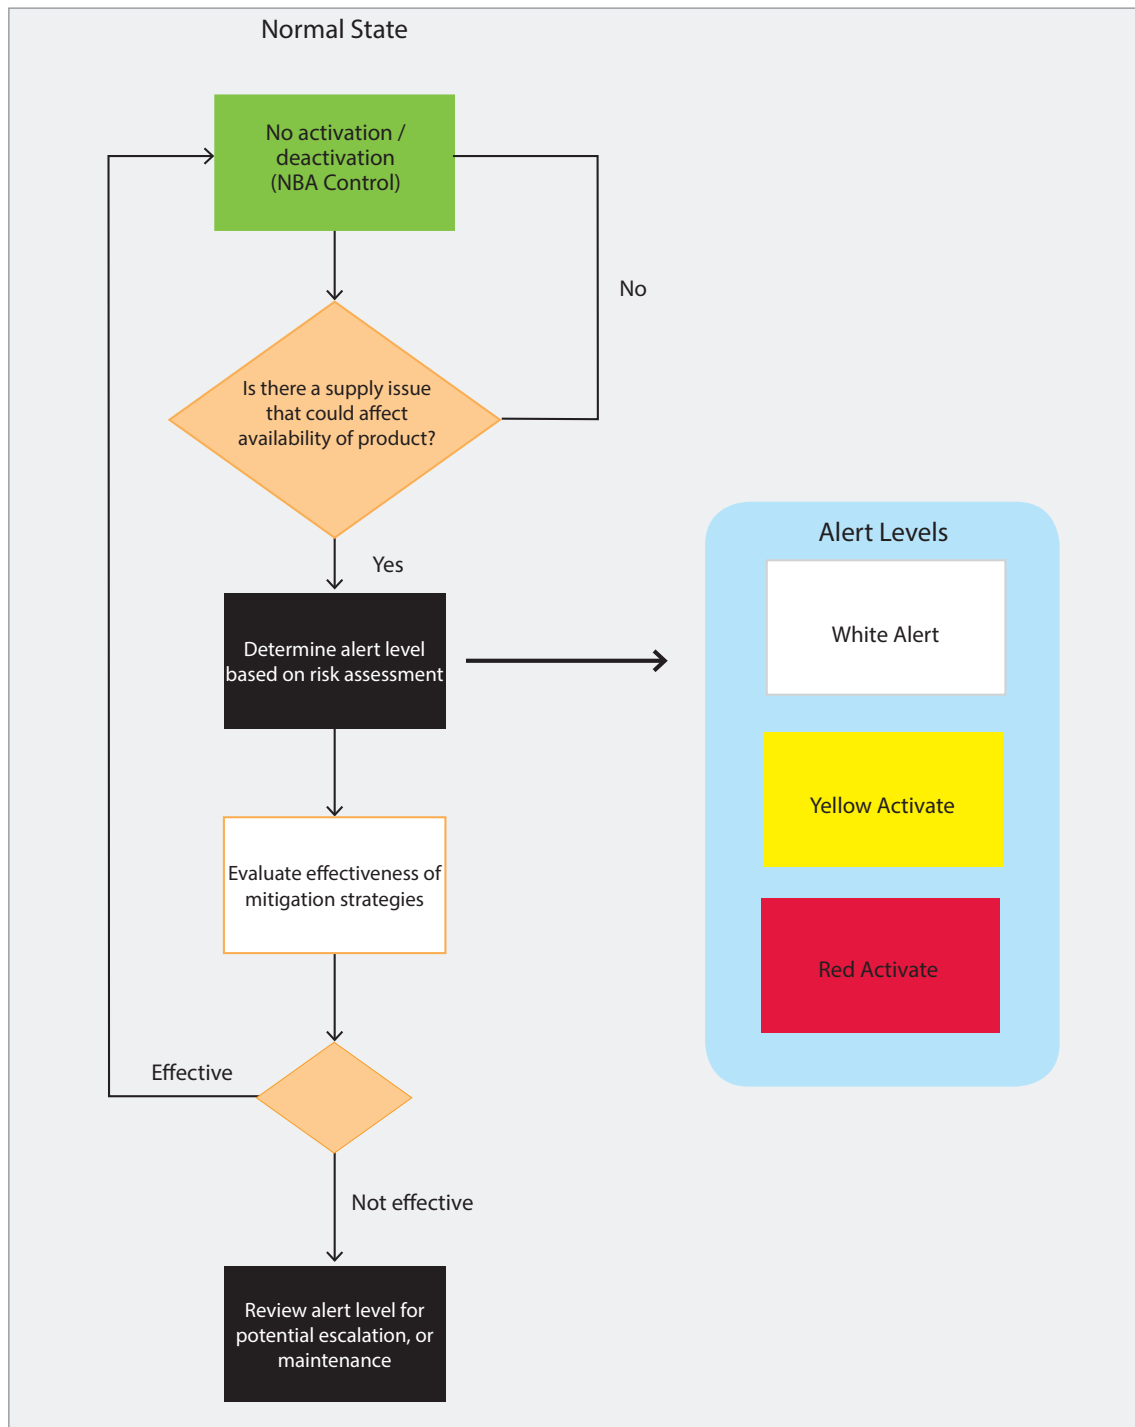 Normal State
No activation /
deactivation
(NBA Control)
No
Is there a supply issue
that could affect
availability of product?
Yes
Determine alert level
based on risk assessment
Evaluate effectiveness of
mitigation strategies
Effective
Not effective
Review alert level for
potential escalation, or
maintenance
Alert Levels
White Alert
Yellow Activate
Red Activate